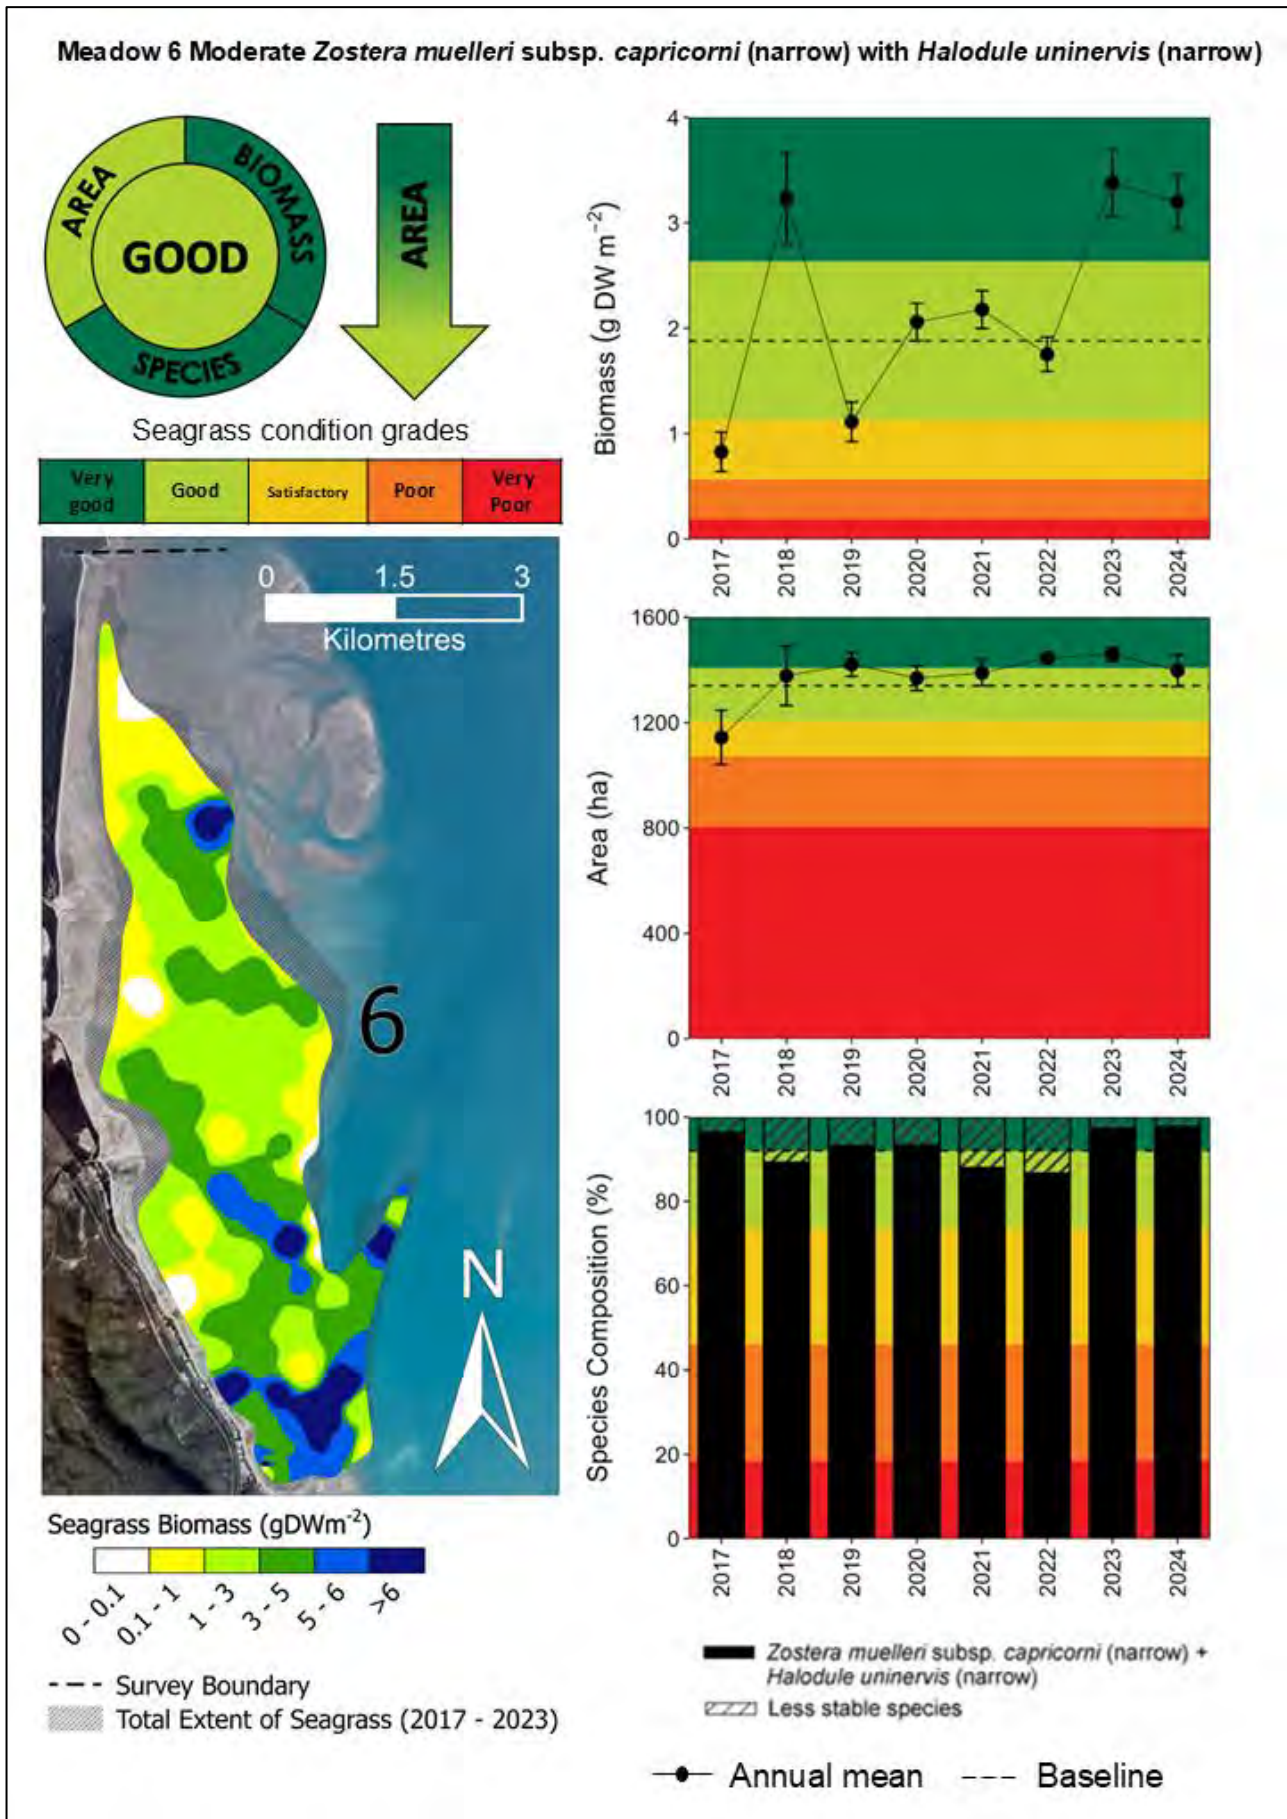 Meadow 6 Moderate Zostera muelleri subsp. capricorni (narrow) with Halodule uninervis (narrow)
AREA
BIOMASS
SPECIES
GOOD
AREA
Seagrass condition grades
Very good
Good
Satisfactory
Poor
Very Poor
0 1.5 3
Kilometres
6
N
Seagrass Biomass (gDWm⁻²)
0 - 0.1
0.1 - 1
1 - 3
3 - 5
5 - 6
>6
Survey Boundary
Total Extent of Seagrass (2017 - 2023)
Biomass (g DW m⁻²)
4
3
2
1
0
2017 2018 2019 2020 2021 2022 2023 2024
Area (ha)
1600
1200
800
400
0
2017 2018 2019 2020 2021 2022 2023 2024
Species Composition (%)
100
80
60
40
20
0
2017 2018 2019 2020 2021 2022 2023 2024
Zostera muelleri subsp. capricorni (narrow) +
Halodule uninervis (narrow)
Less stable species
Annual mean
Baseline